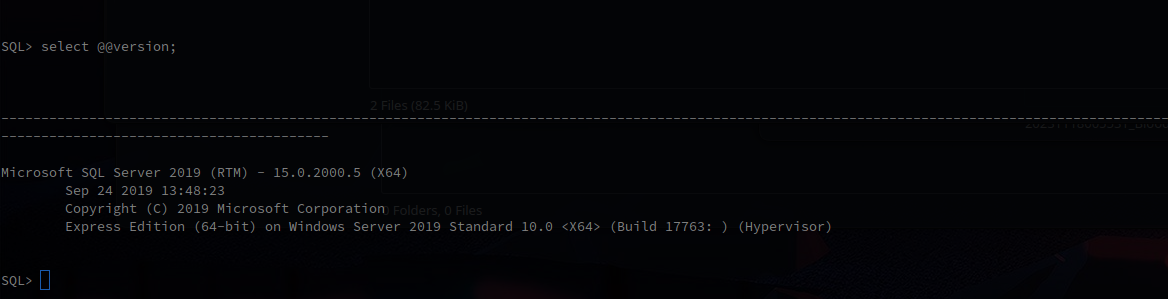 SQL> select @@version;
2 Files (82.5 KiB)
--------------------------------------------------------------------------------------------------------------------------------------------------
-----------------------------------------
Microsoft SQL Server 2019 (RTM) - 15.0.2000.5 (X64)
Sep 24 2019 13:48:23
Copyright (C) 2019 Microsoft Corporation
0 Folders, 0 Files
Express Edition (64-bit) on Windows Server 2019 Standard 10.0 <X64> (Build 17763: ) (Hypervisor)
SQL>